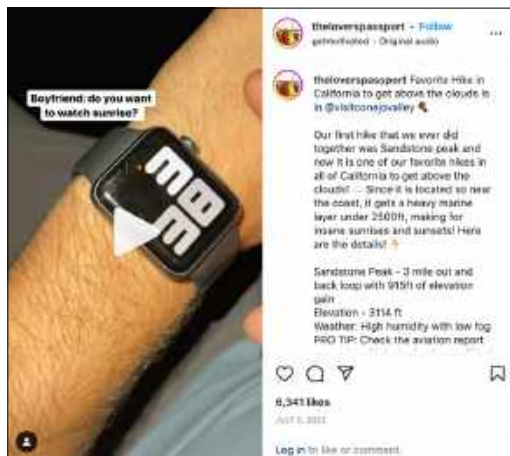 Boyfriend: do you want
to watch sunrise?
theloverspassport • Follow
getmotivated • Original audio
theloverspassport Favorite Hike in
California to get above the clouds is
in @visitconejovalley
Our first hike that we ever did
together was Sandstone peak and
now it is one of our favorite hikes in
all of California to get above the
clouds! Since it is located so near
the coast, it gets a heavy marine
layer under 2500ft, making for
insane sunrises and sunsets! Here
are the details!
Sandstone Peak - 3 mile out and
back loop with 915ft of elevation
gain
Elevation - 3114 ft
Weather: High humidity with low fog
PRO TIP: Check the aviation report
6,341 likes
Log in to like or comment.